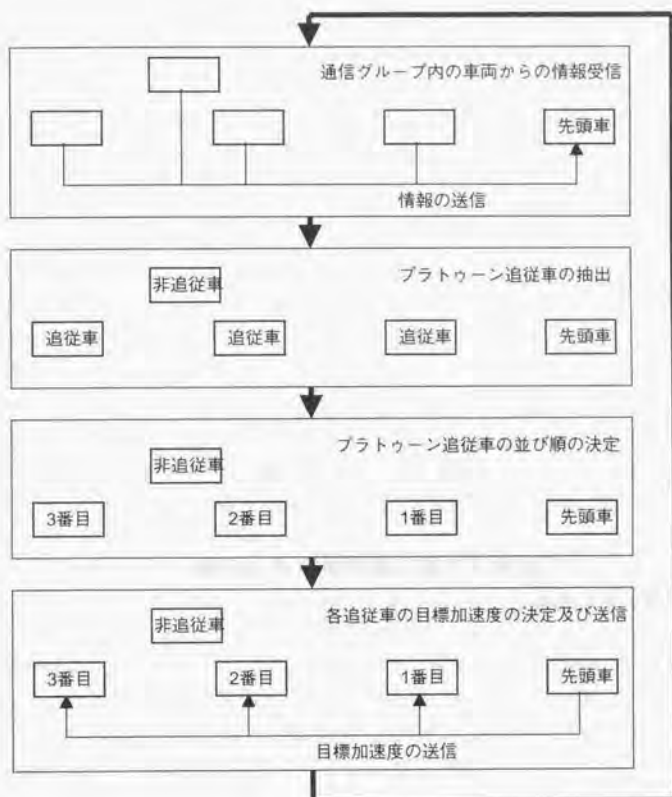 通信グループ内の車両からの情報受信
先頭車
情報の送信
プラトゥーン追従車の抽出
非追従車
追従車 追従車 追従車 先頭車
プラトゥーン追従車の並び順の決定
非追従車
3番目 2番目 1番目 先頭車
各追従車の目標加速度の決定及び送信
非追従車
3番目 2番目 1番目 先頭車
目標加速度の送信